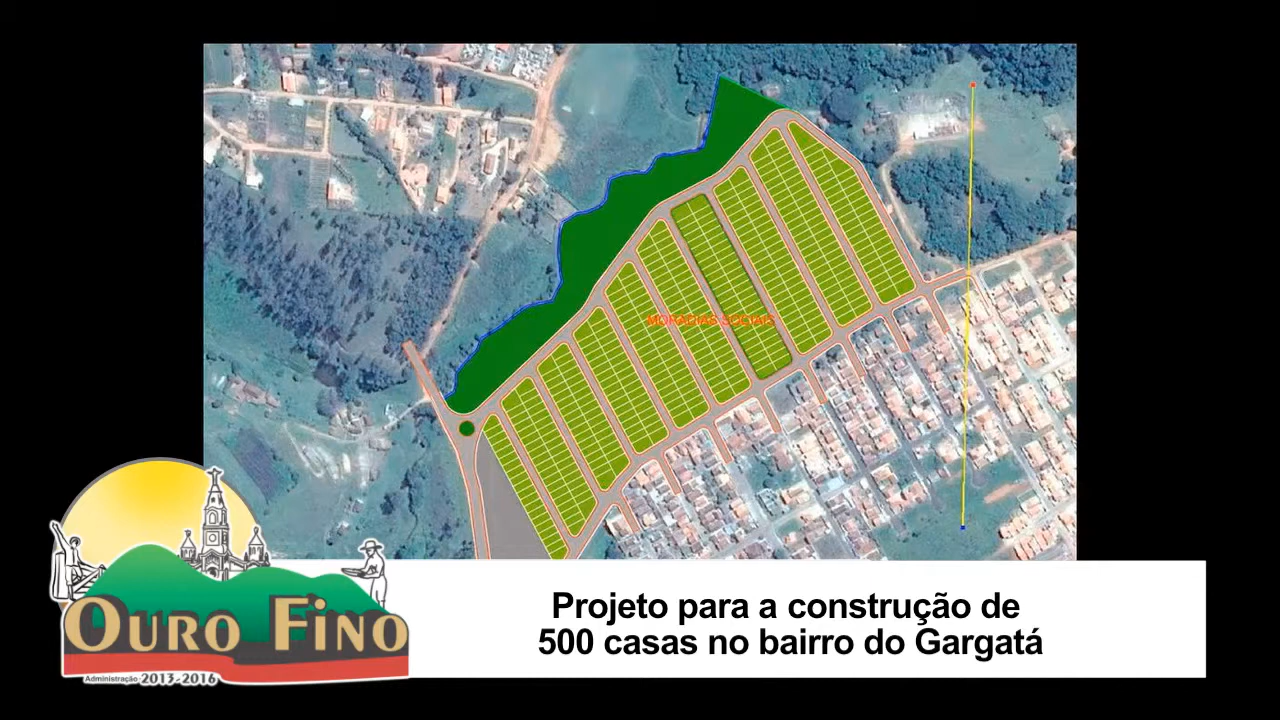 MORADIAS SOCIAIS
OURO FINO
Administração 2013-2016
Projeto para a construção de
500 casas no bairro do Gargatá